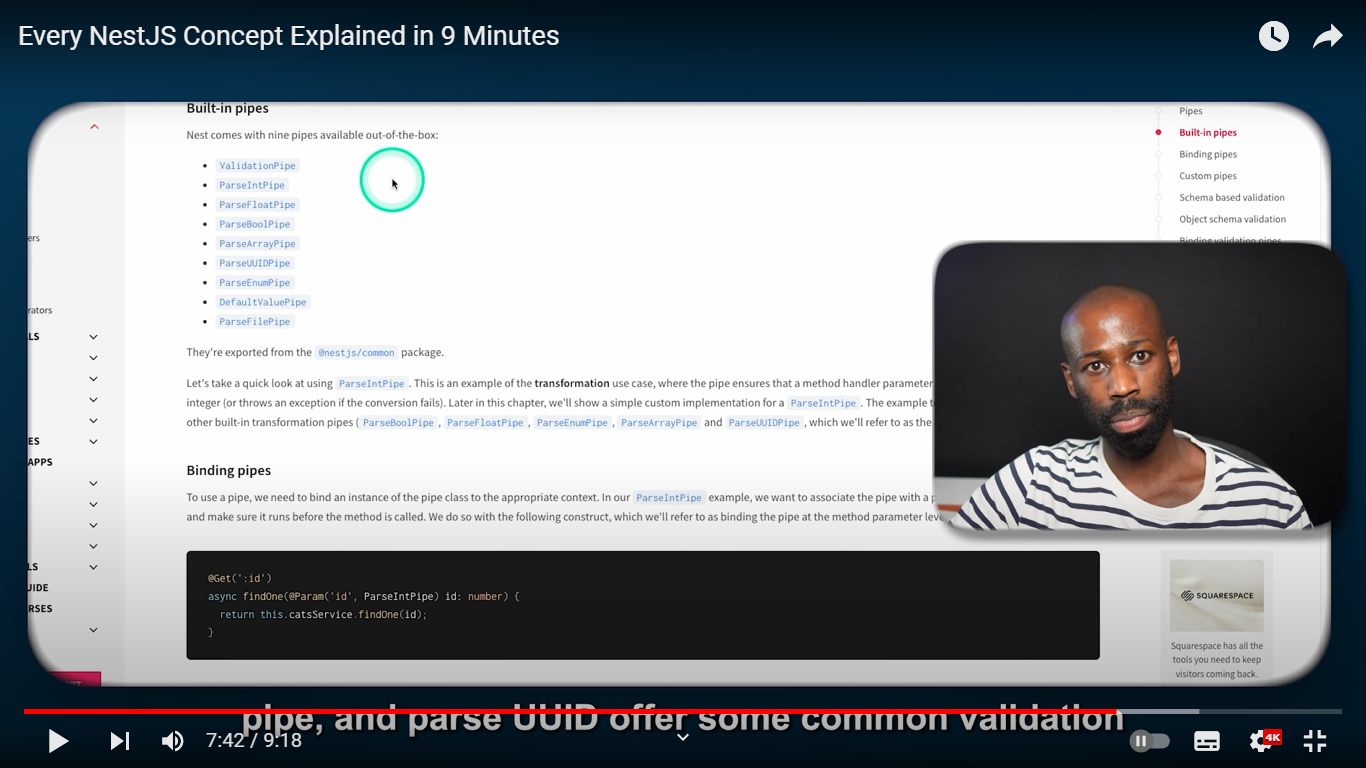 Every NestJS Concept Explained in 9 Minutes
Built-in pipes
Nest comes with nine pipes available out-of-the-box:
ValidationPipe
ParseIntPipe
ParseFloatPipe
ParseBoolPipe
ParseArrayPipe
ParseUUIDPipe
ParseEnumPipe
DefaultValuePipe
ParseFilePipe
They're exported from the @nestjs/common package.
Let's take a quick look at using ParseIntPipe. This is an example of the transformation use case, where the pipe ensures that a method handler parameter
integer (or throws an exception if the conversion fails). Later in this chapter, we'll show a simple custom implementation for a ParseIntPipe. The example
other built-in transformation pipes (ParseBoolPipe, ParseFloatPipe, ParseEnumPipe, ParseArrayPipe and ParseUUIDPipe, which we'll refer to as the
Binding pipes
To use a pipe, we need to bind an instance of the pipe class to the appropriate context. In our ParseIntPipe example, we want to associate the pipe with a
and make sure it runs before the method is called. We do so with the following construct, which we'll refer to as binding the pipe at the method parameter
@Get(':id')
async findOne(@Param('id', ParseIntPipe) id: number) {
return this.catsService.findOne(id);
}
Pipes
Built-in pipes
Binding pipes
Custom pipes
Schema based validation
Object schema validation
Binding validation pipes
ers
rators
LS
ES
APPS
LS
UIDE
RSES
SQUARESPACE
Squarespace has all the
tools you need to keep
visitors coming back.
pipe, and parse UUID offer some common validation
7:42 / 9:18
4K